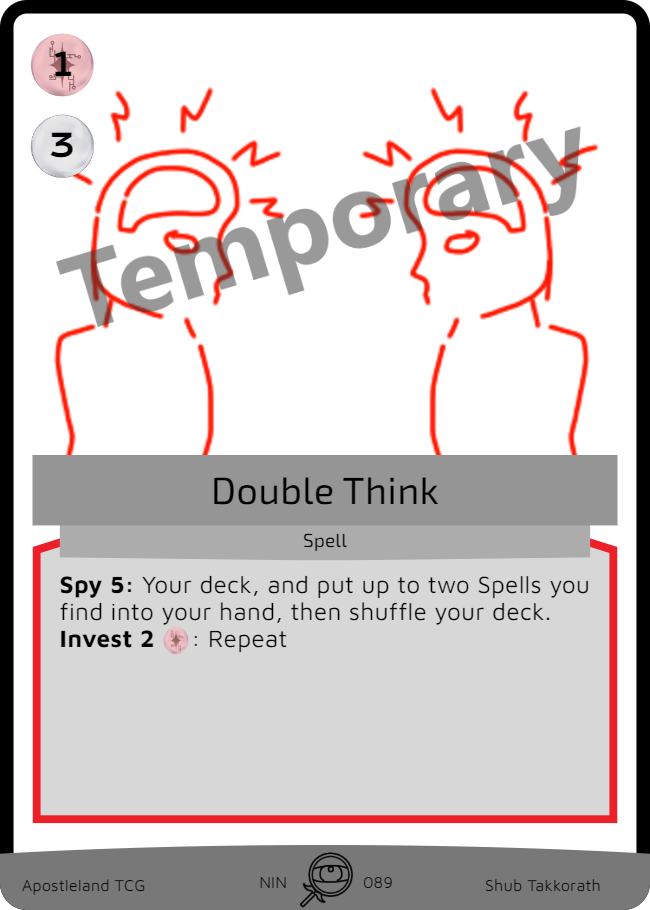 1
3
Temporary
Double Think
Spell
Spy 5: Your deck, and put up to two Spells you
find into your hand, then shuffle your deck.
Invest 2 : Repeat
Apostleland TCG NIN 089 Shub Takkorath